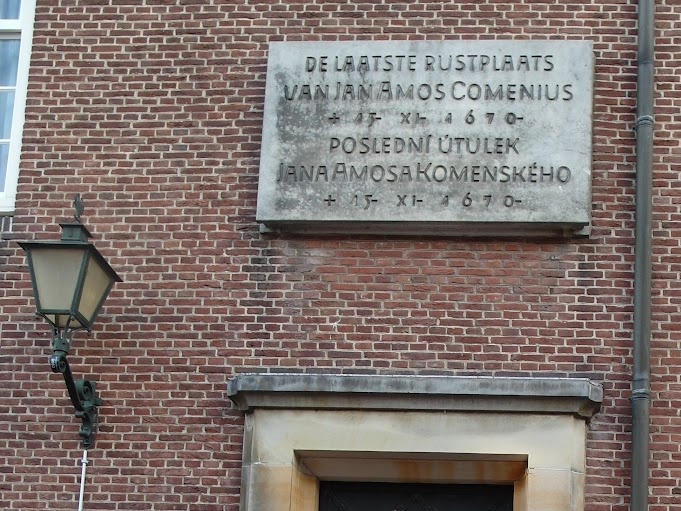 DE LAATSTE RUSTPLAATS
VAN JAN AMOS COMENIUS
+ 15- XI- 1670-
POSLEDNÍ ÚTULEK
JANA AMOSA KOMENSKÉHO
+ 15- XI- 1670-